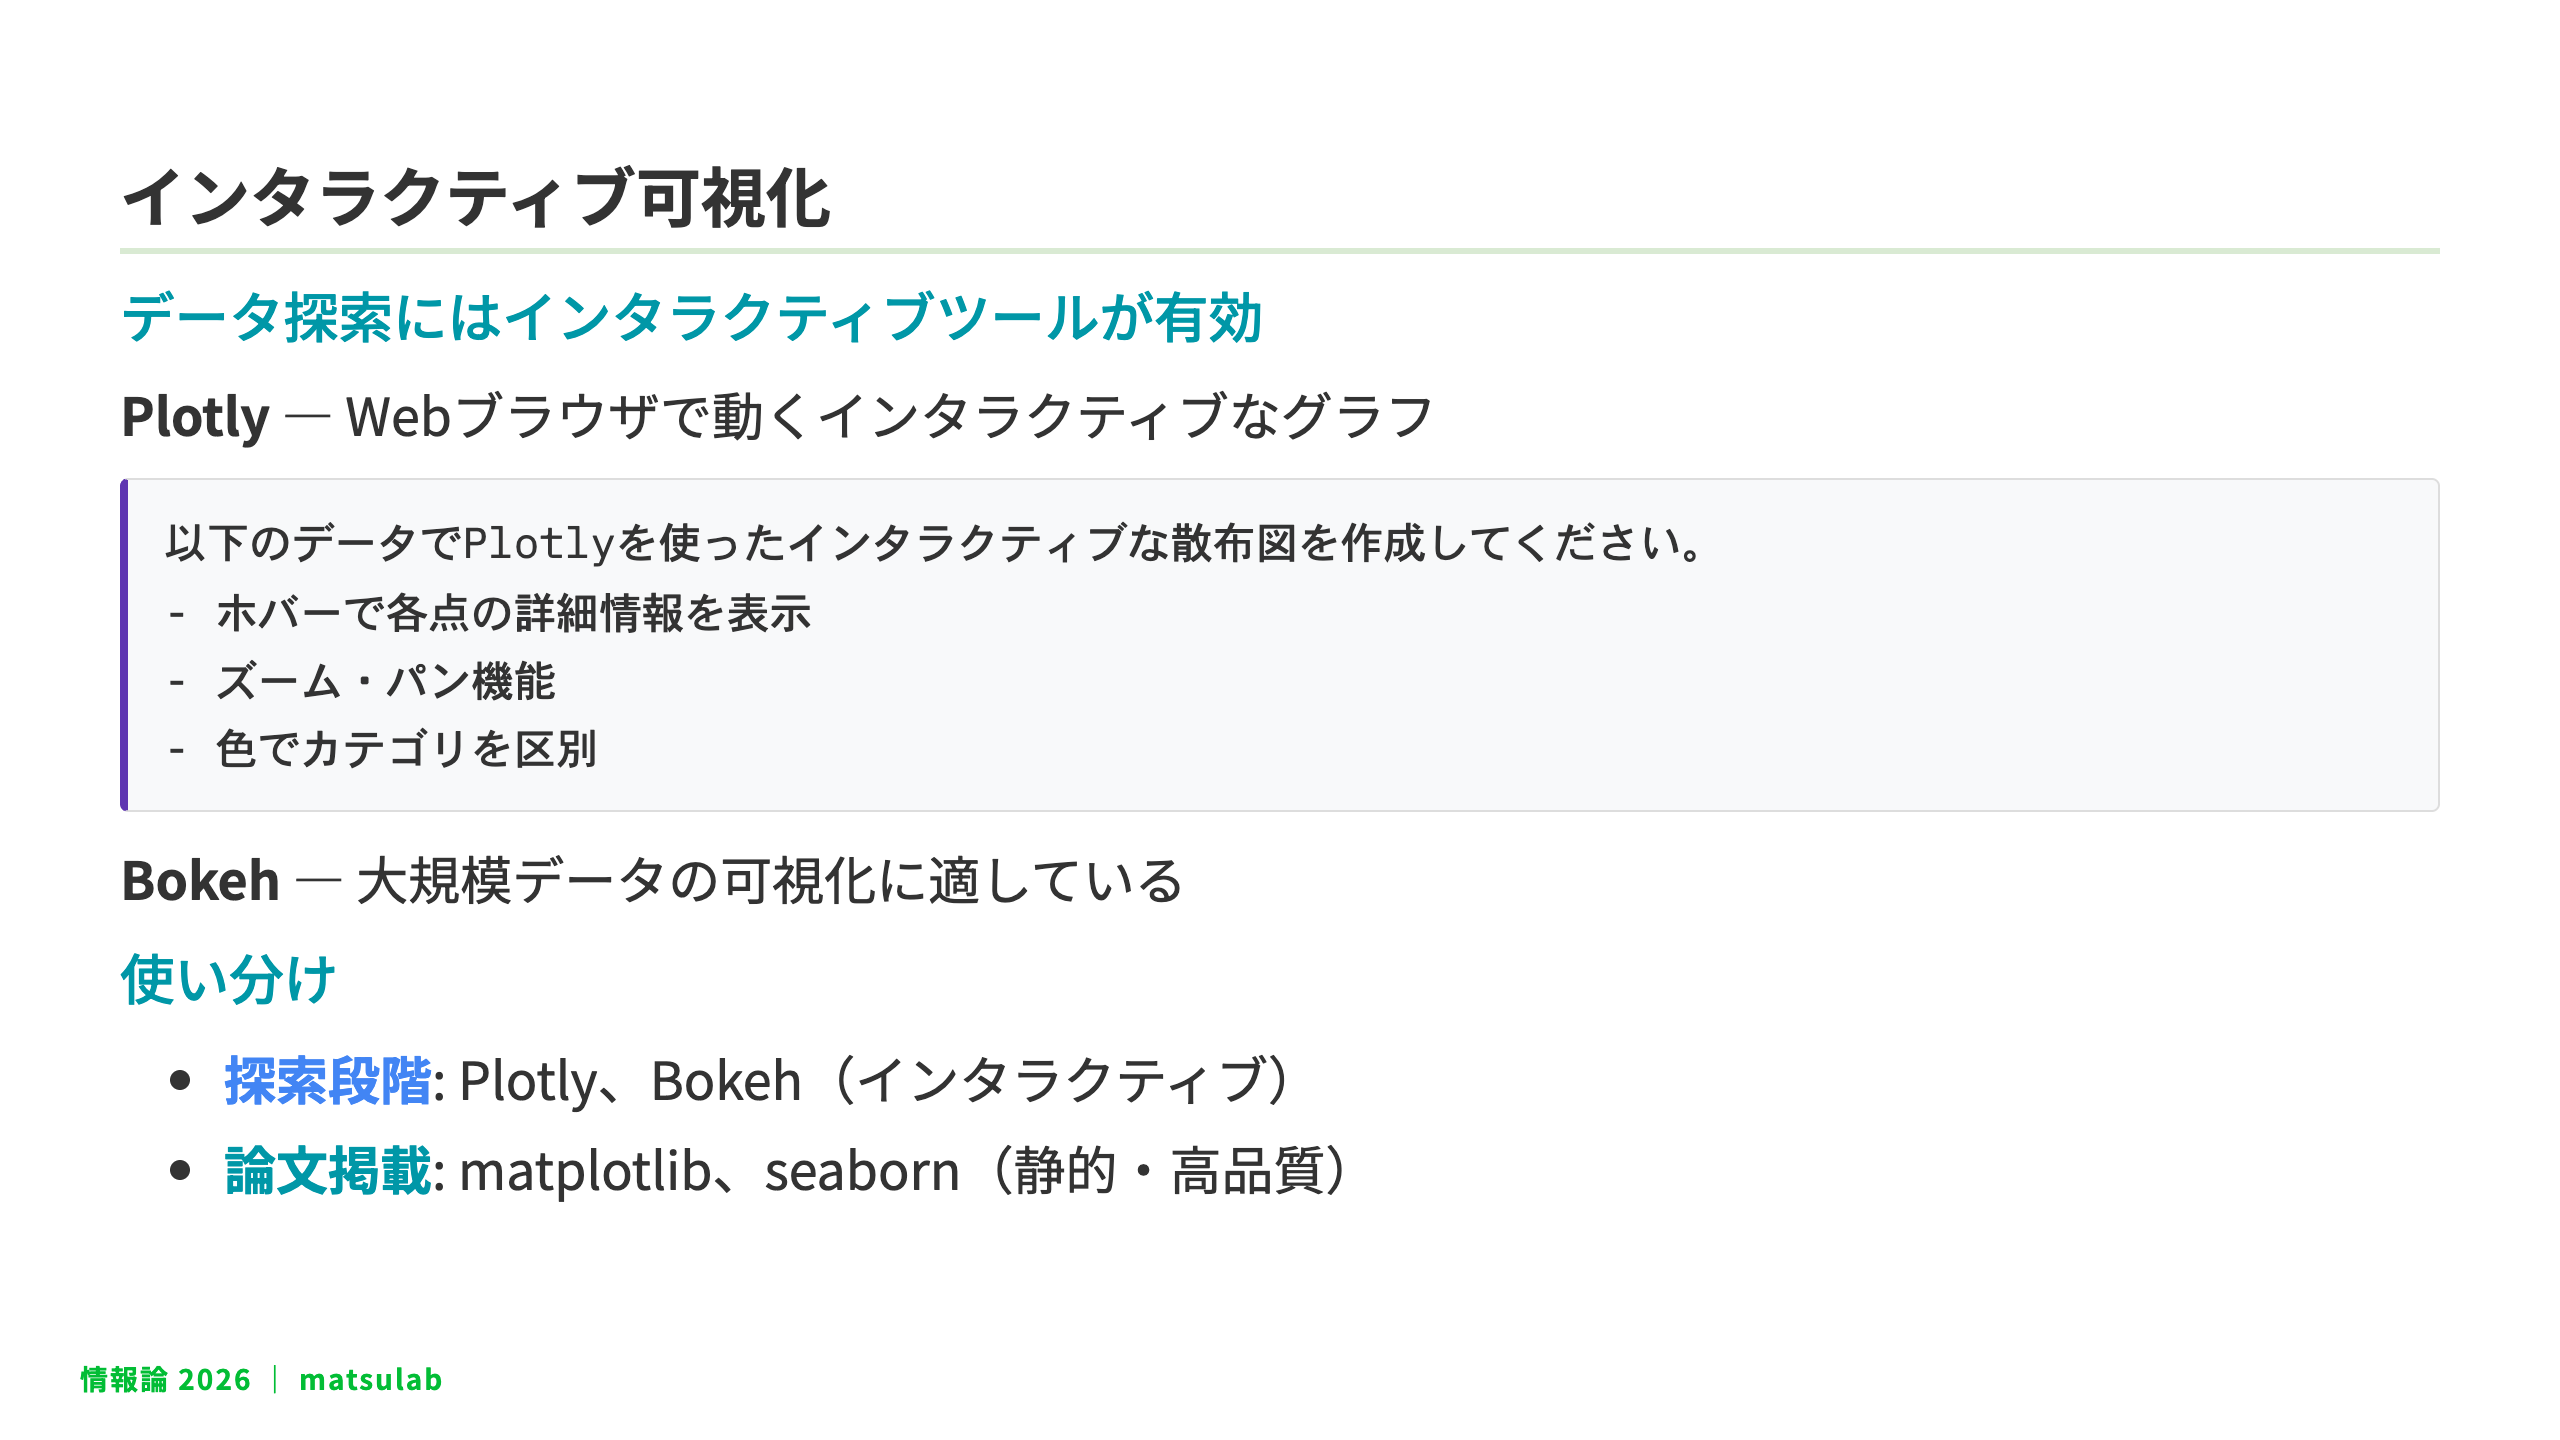 インタラクティブ可視化
データ探索にはインタラクティブツールが有効
Plotly — Webブラウザで動くインタラクティブなグラフ
以下のデータでPlotlyを使ったインタラクティブな散布図を作成してください。
- ホバーで各点の詳細情報を表示
- ズーム・パン機能
- 色でカテゴリを区別
Bokeh — 大規模データの可視化に適している
使い分け
• 探索段階: Plotly、Bokeh（インタラクティブ）
• 論文掲載: matplotlib、seaborn（静的・高品質）
情報論 2026 ｜ matsulab